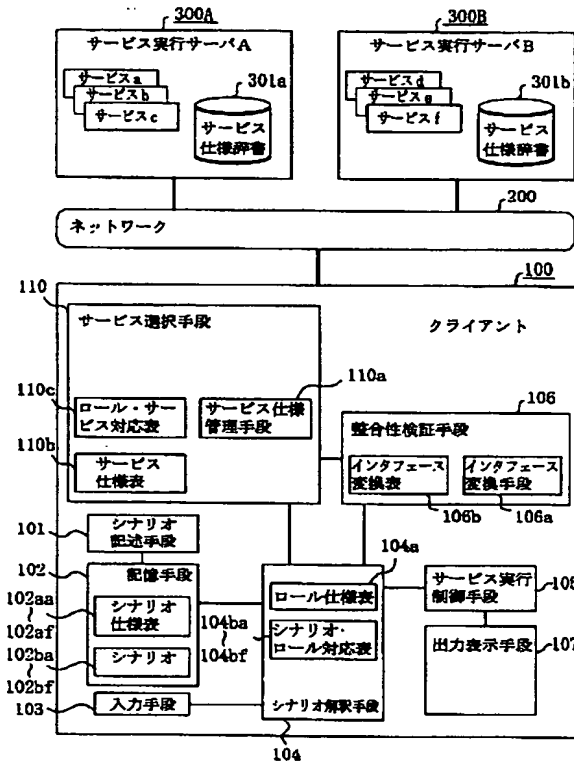 300A
300B
サービス実行サーバA
サービス実行サーバB
サービスa
サービスb
サービスc
301a
サービス
仕様辞書
サービスd
サービスe
サービスf
301b
サービス
仕様辞書
200
ネットワーク
100
110
サービス選択手段
クライアント
110c
110a
ロール・サー
ビス対応表
サービス仕様
管理手段
110b
サービス
仕様表
106
整合性検証手段
インタフェース
変換表
インタフェース
変換手段
106b
106a
101
シナリオ
記述手段
102
記憶手段
102aa
~
102af
シナリオ
仕様表
102ba
~
102bf
シナリオ
103
入力手段
104a
ロール仕様表
104ba
~
104bf
シナリオ・
ロール対応表
シナリオ解釈手段
104
サービス実行
制御手段
108
出力表示手段
107